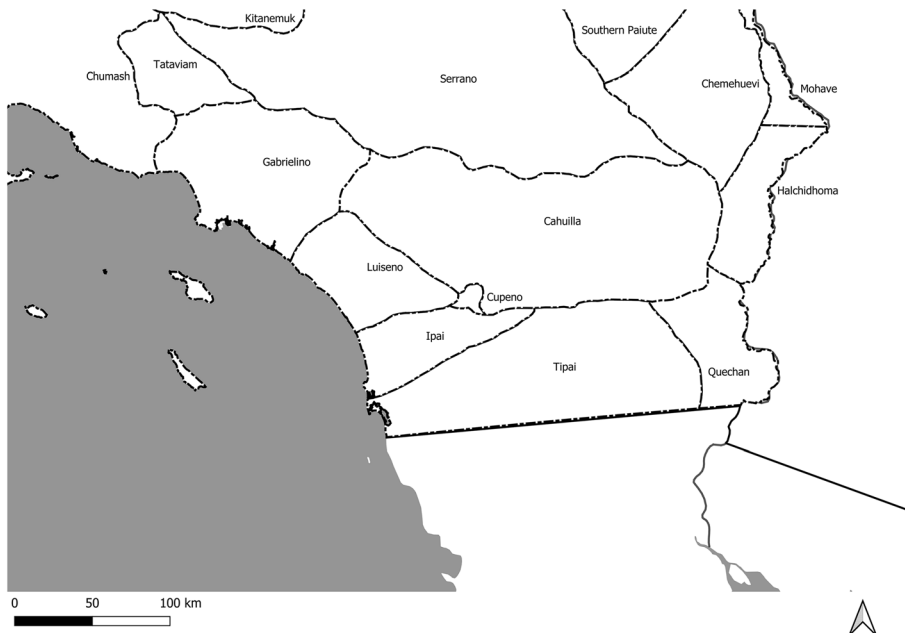 Kitanemuk
Southern Paiute
Tataviam
Chumash
Serrano
Chemehuevi
Mohave
Gabrielino
Halchidhoma
Cahuilla
Luiseno
Cupeno
Ipai
Tipai
Quechan
0 50 100 km